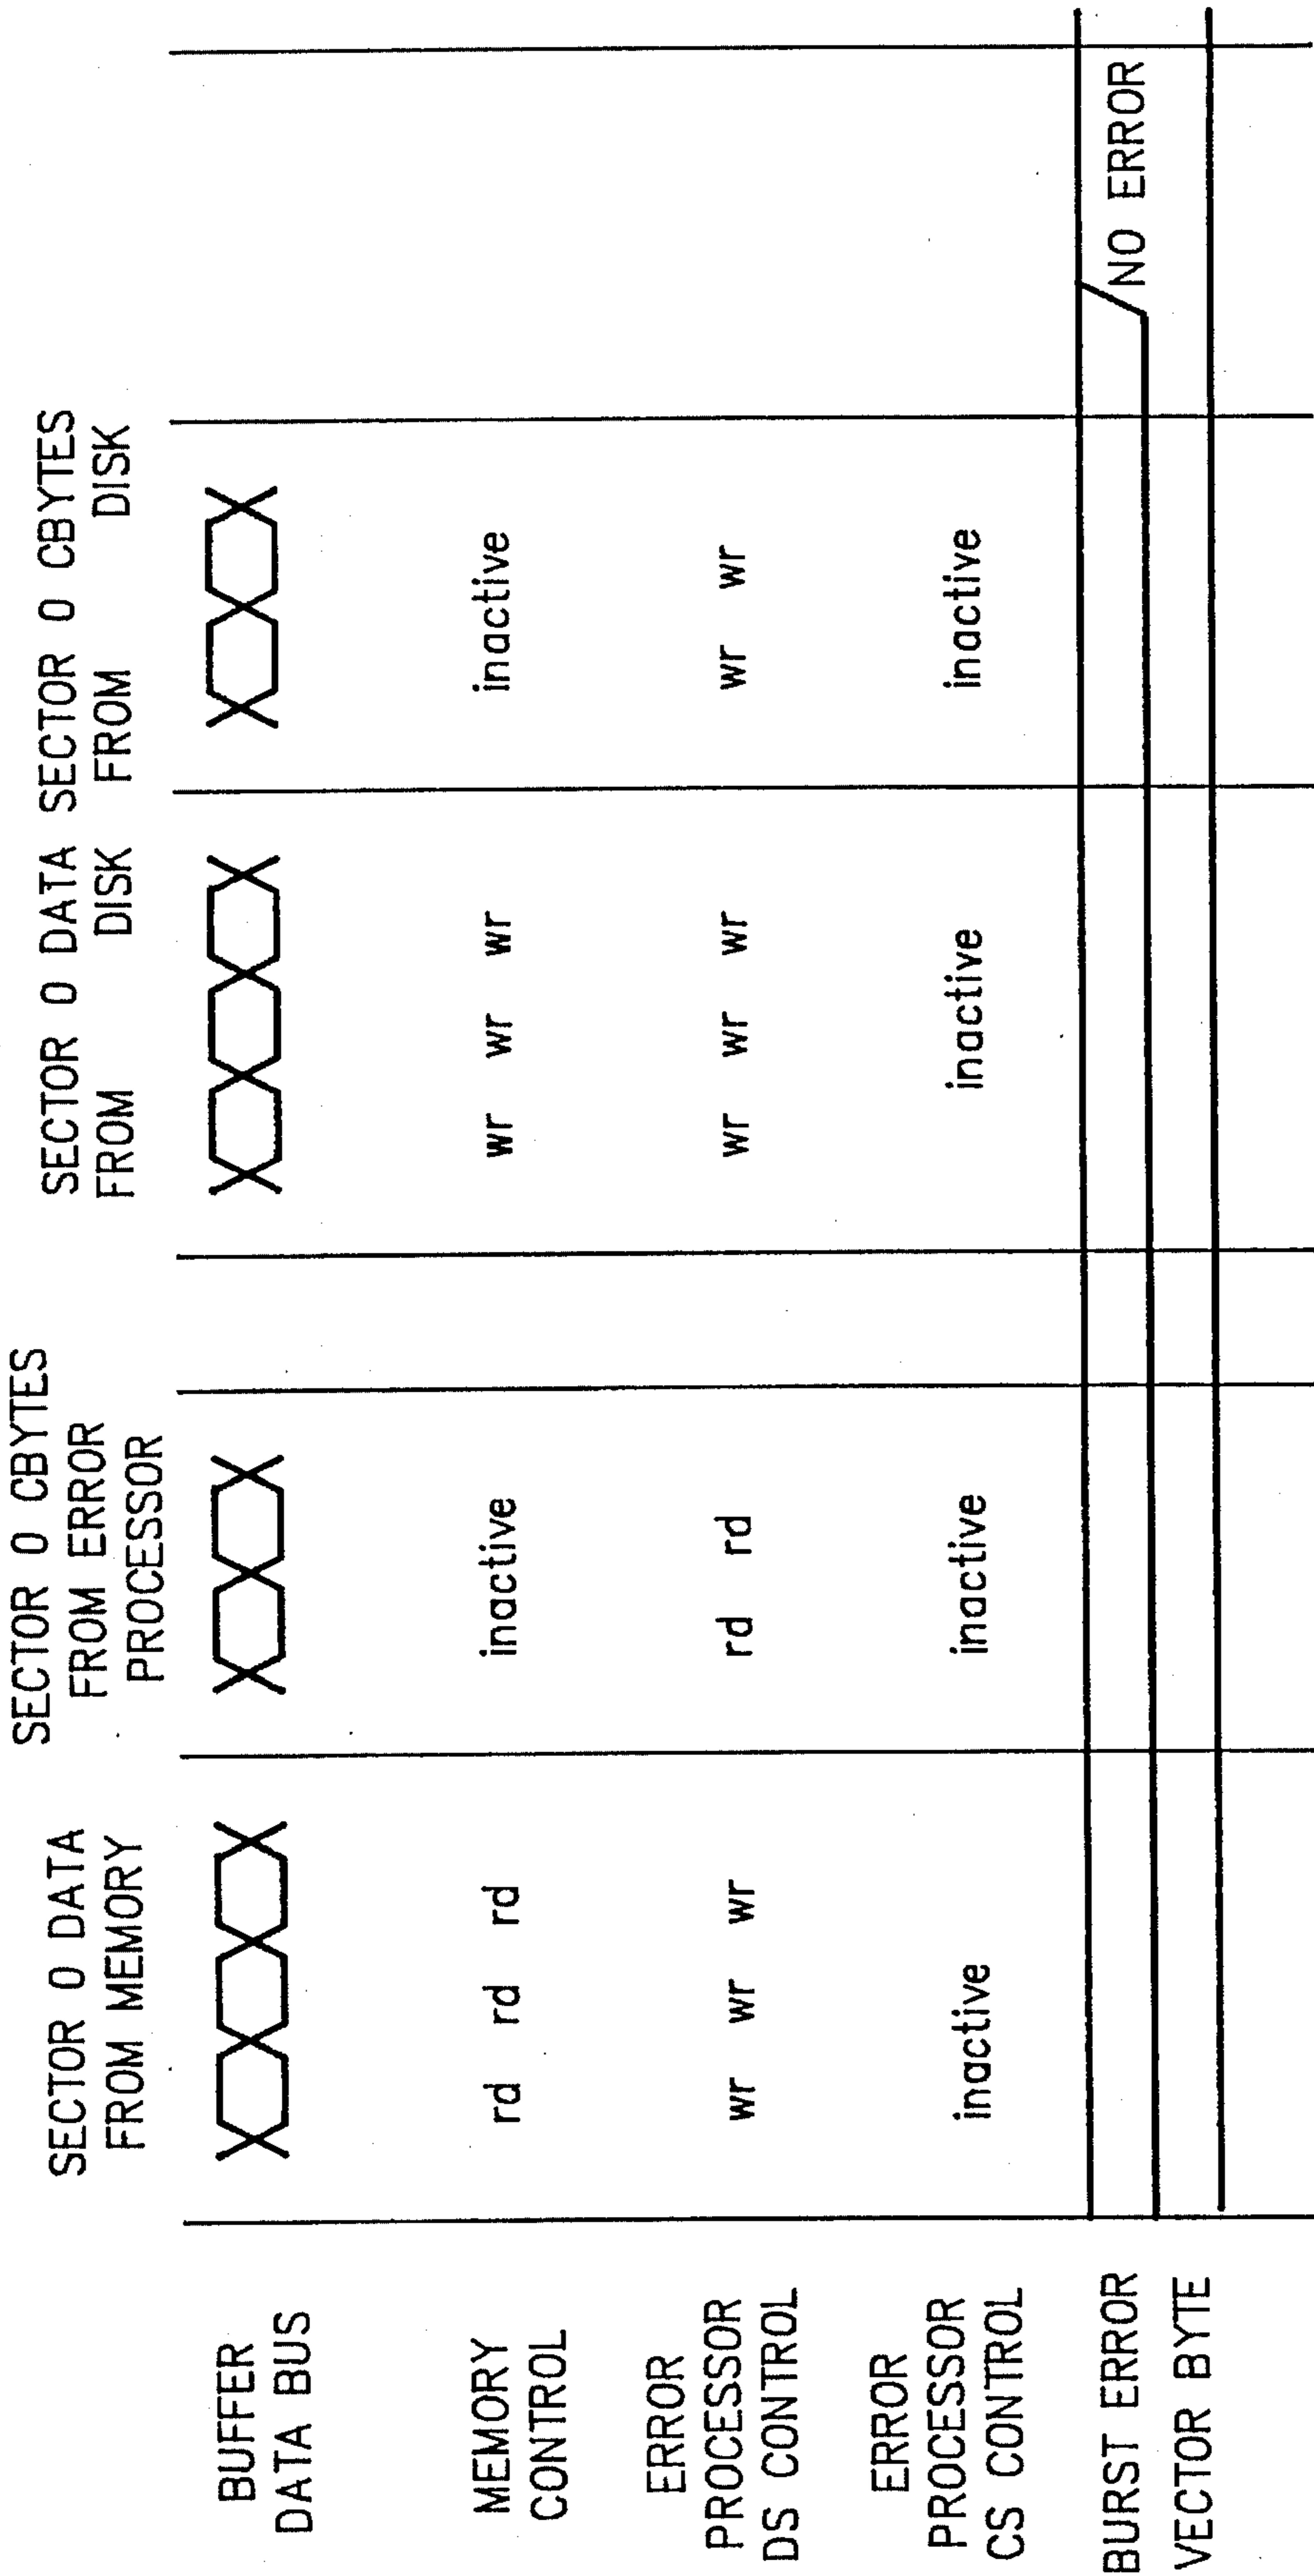 SECTOR 0 DATA
FROM MEMORY
SECTOR 0 CBYTES
FROM ERROR
PROCESSOR
SECTOR 0 DATA
FROM DISK
SECTOR 0 CBYTES
FROM DISK
BUFFER
DATA BUS
MEMORY
CONTROL
rd rd rd
inactive
wr wr wr
inactive
ERROR
PROCESSOR
DS CONTROL
wr wr wr
rd rd
wr wr wr
wr wr
ERROR
PROCESSOR
CS CONTROL
inactive
inactive
inactive
inactive
BURST ERROR
NO ERROR
VECTOR BYTE